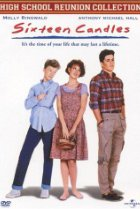 HIGH SCHOOL REUNION COLLECTION
MOLLY RINGWALD ANTHONY MICHAEL HALL
Sixteen Candles
It's the time of your life that may last a lifetime.
DVD